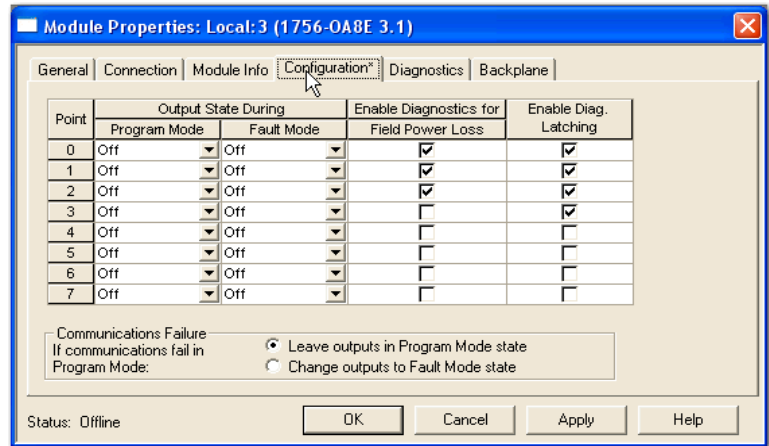 Module Properties: Local:3 (1756-OA8E 3.1)
General Connection Module Info Configuration* Diagnostics Backplane
Point Output State During Enable Diagnostics for Enable Diag. Latching
Program Mode Fault Mode Field Power Loss
0 Off Off
1 Off Off
2 Off Off
3 Off Off
4 Off Off
5 Off Off
6 Off Off
7 Off Off
Communications Failure
If communications fail in
Program Mode:
Leave outputs in Program Mode state
Change outputs to Fault Mode state
Status: Offline
OK Cancel Apply Help